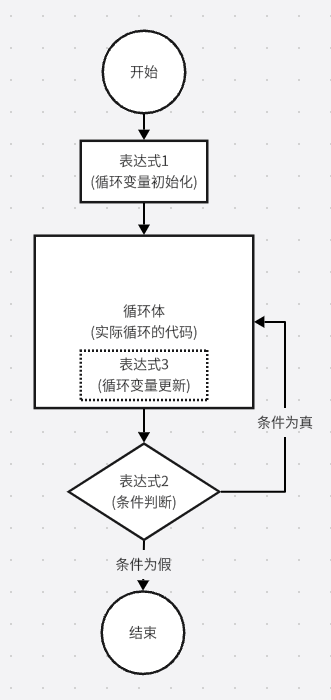 开始
表达式1
(循环变量初始化)
循环体
(实际循环的代码)
表达式3
(循环变量更新)
条件为真
表达式2
(条件判断)
条件为假
结束